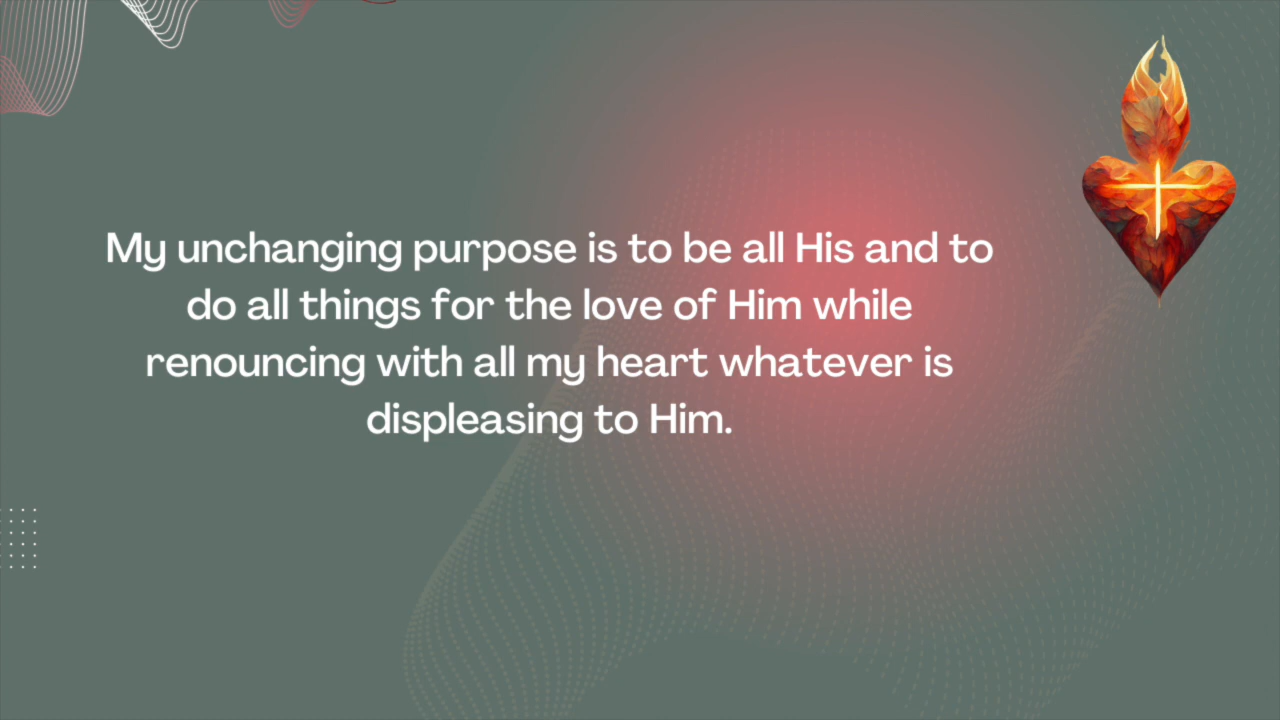 My unchanging purpose is to be all His and to
do all things for the love of Him while
renouncing with all my heart whatever is
displeasing to Him.